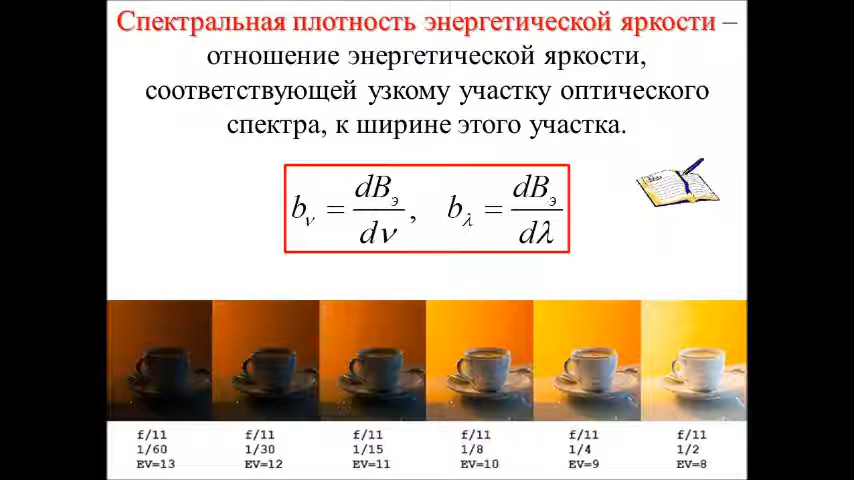 Спектральная плотность энергетической яркости –
отношение энергетической яркости,
соответствующей узкому участку оптического
спектра, к ширине этого участка.
b_ν = dB_э/dν, b_λ = dB_э/dλ
f/11 f/11 f/11 f/11 f/11 f/11
1/60 1/30 1/15 1/8 1/4 1/2
EV=13 EV=12 EV=11 EV=10 EV=9 EV=8